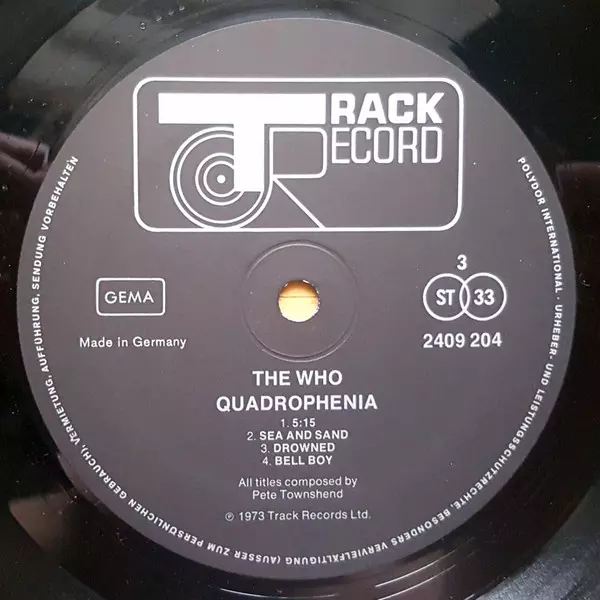 TRACK
RECORD
GEMA
Made in Germany
3
ST 33
2409 204
THE WHO
QUADROPHENIA
1. 5:15
2. SEA AND SAND
3. DROWNED
4. BELL BOY
All titles composed by
Pete Townshend
℗ 1973 Track Records Ltd.
POLYDOR INTERNATIONAL · URHEBER- UND LEISTUNGSSCHUTZRECHTE, BESONDERS VERVIELFÄLTIGUNG (AUSSER ZUM PERSÖNLICHEN GEBRAUCH), VERMIETUNG, AUFFÜHRUNG, SENDUNG VORBEHALTEN